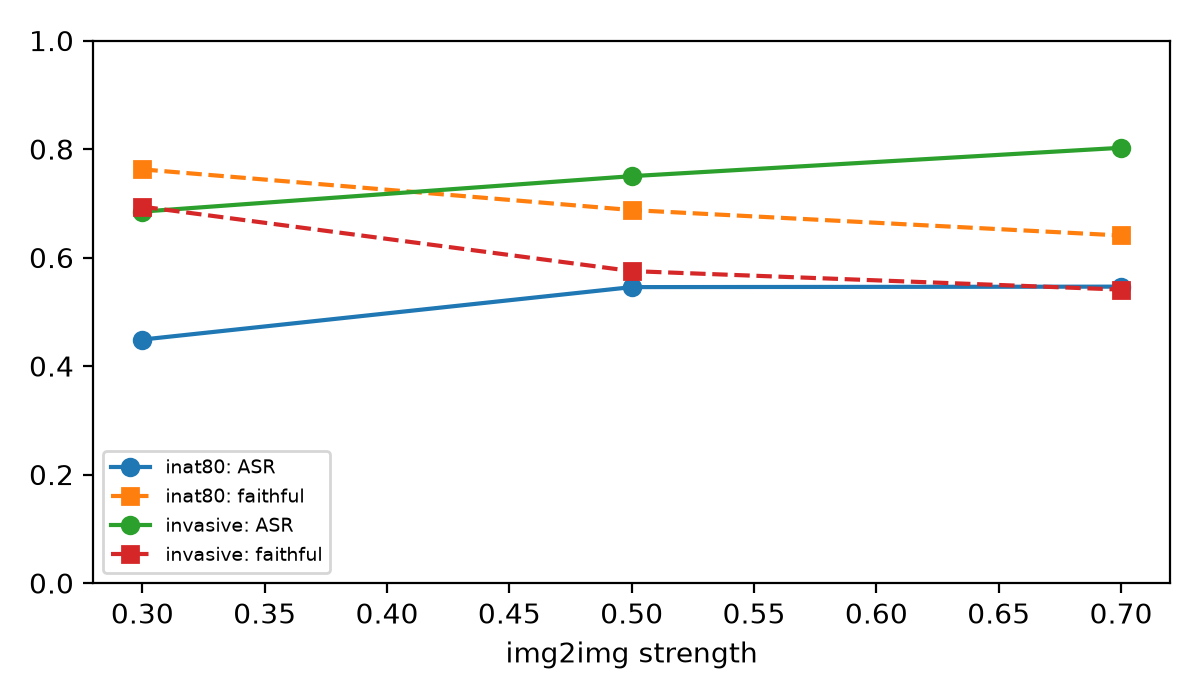 1.0
0.8
0.6
0.4
0.2
0.0
inat80: ASR
inat80: faithful
invasive: ASR
invasive: faithful
0.30 0.35 0.40 0.45 0.50 0.55 0.60 0.65 0.70
img2img strength